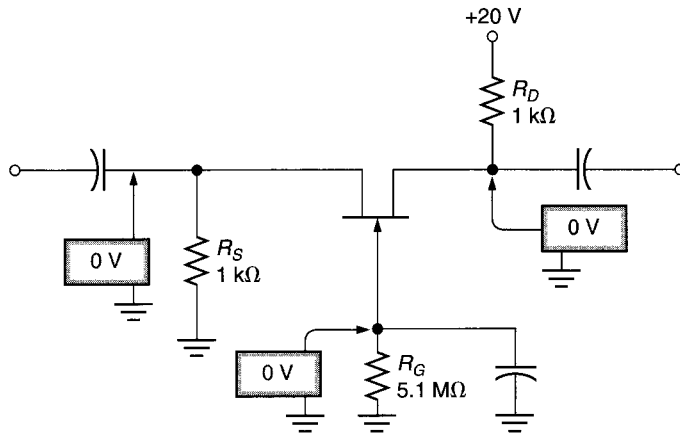 +20 V
R_D
1 kΩ
0 V
R_S
1 kΩ
0 V
0 V
R_G
5.1 MΩ